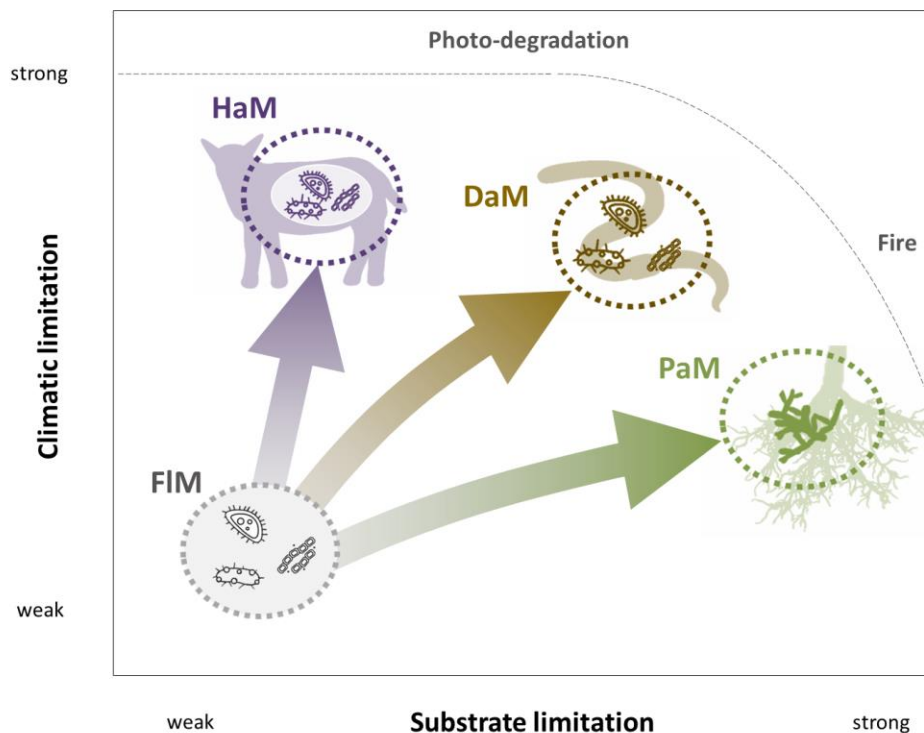 Photo-degradation
strong
HaM
DaM
Fire
PaM
Climatic limitation
FlM
weak
weak
Substrate limitation
strong